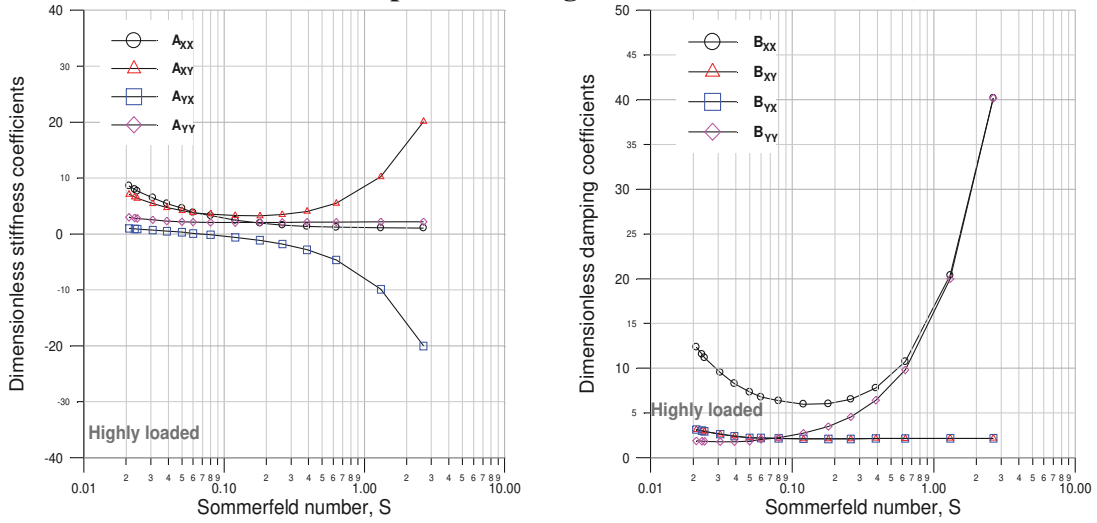 40
30
20
10
0
-10
-20
-30
-40
Dimensionless stiffness coefficients
AXX
AXY
AYX
AYY
Highly loaded
0.01 2 3 4 5 6 7 8 9 0.10 2 3 4 5 6 7 8 9 1.00 2 3 4 5 6 7 8 9 10.00
Sommerfeld number, S
50
45
40
35
30
25
20
15
10
5
0
Dimensionless damping coefficients
BXX
BXY
BYX
BYY
Highly loaded
0.01 2 3 4 5 6 7 8 9 0.10 2 3 4 5 6 7 8 9 1.00 2 3 4 5 6 7 8 9 10.00
Sommerfeld number, S